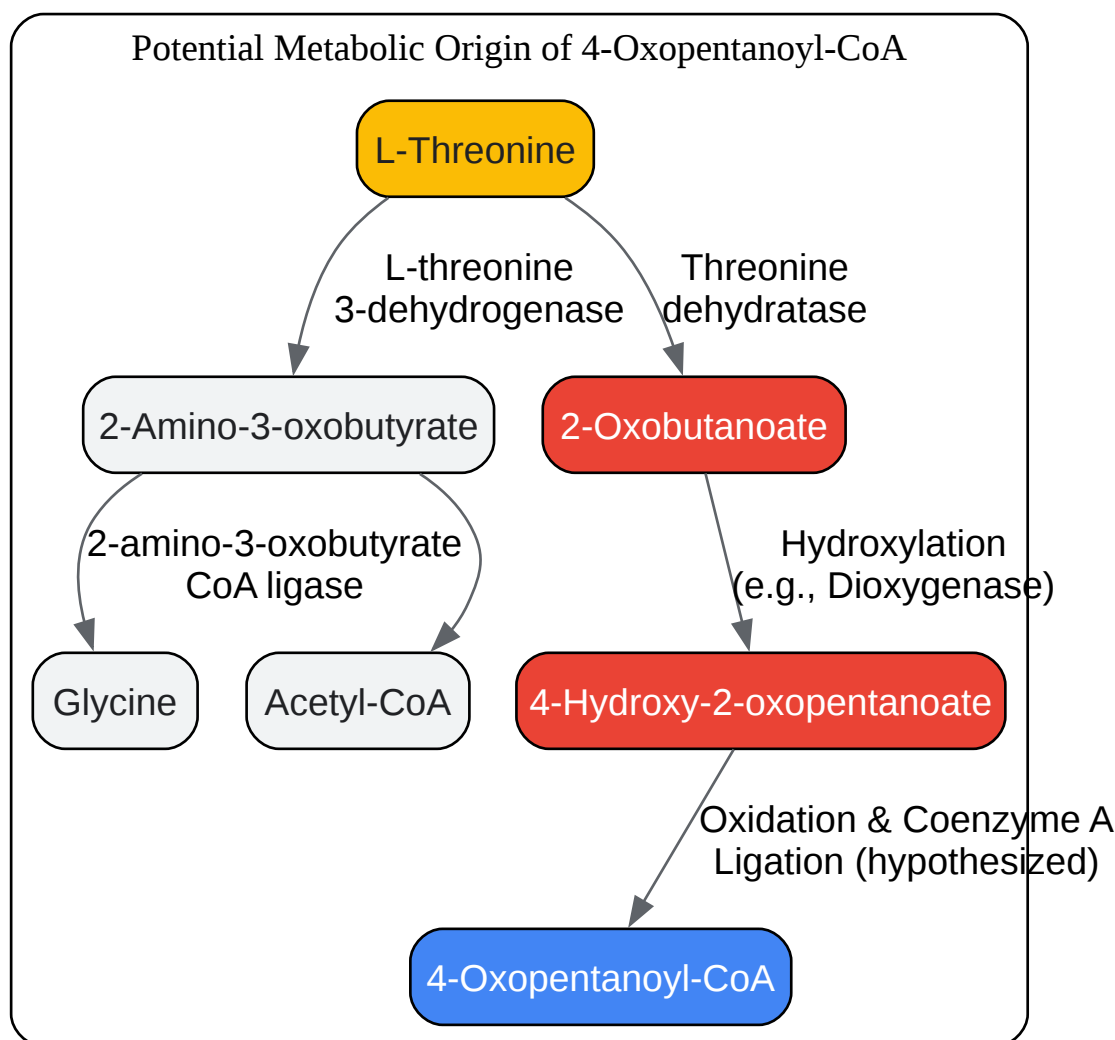 Potential Metabolic Origin of 4-Oxopentanoyl-CoA
L-Threonine
L-threonine
3-dehydrogenase
Threonine
dehydratase
2-Amino-3-oxobutyrate
2-Oxobutanoate
2-amino-3-oxobutyrate
CoA ligase
Hydroxylation
(e.g., Dioxygenase)
Glycine
Acetyl-CoA
4-Hydroxy-2-oxopentanoate
Oxidation & Coenzyme A
Ligation (hypothesized)
4-Oxopentanoyl-CoA